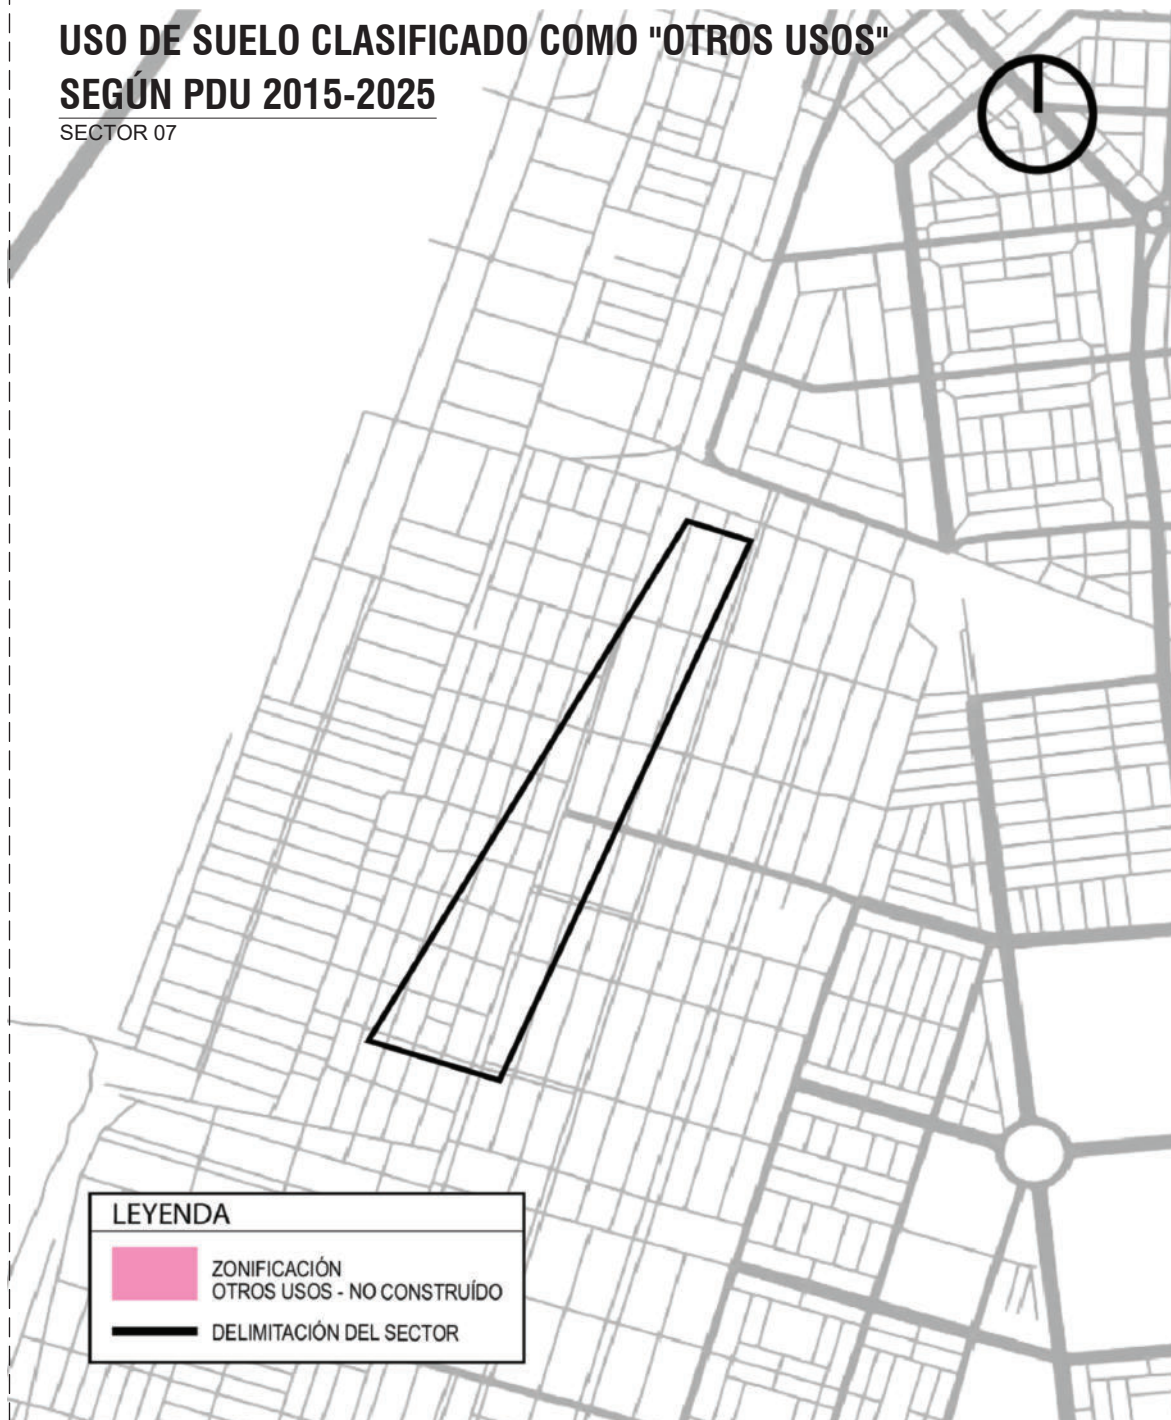 USO DE SUELO CLASIFICADO COMO "OTROS USOS"
SEGÚN PDU 2015-2025
SECTOR 07
LEYENDA
ZONIFICACIÓN
OTROS USOS - NO CONSTRUÍDO
DELIMITACIÓN DEL SECTOR